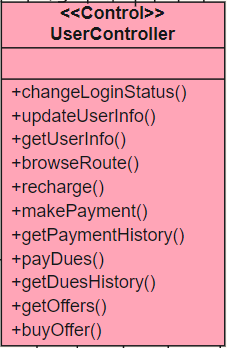 <<Control>>
UserController
+changeLoginStatus()
+updateUserInfo()
+getUserInfo()
+browseRoute()
+recharge()
+makePayment()
+getPaymentHistory()
+payDues()
+getDuesHistory()
+getOffers()
+buyOffer()